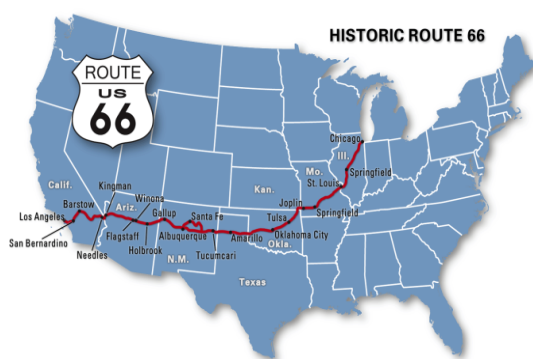 HISTORIC ROUTE 66
ROUTE
US
66
Chicago
Ill.
Mo.
Springfield
St. Louis
Kan.
Calif.
Kingman
Joplin
Winona
Springfield
Barstow
Ariz.
Gallup
Santa Fe
Tulsa
Los Angeles
Oklahoma City
Albuquerque
Amarillo
Okla.
San Bernardino
Flagstaff
Needles
Holbrook
Tucumcari
N.M.
Texas